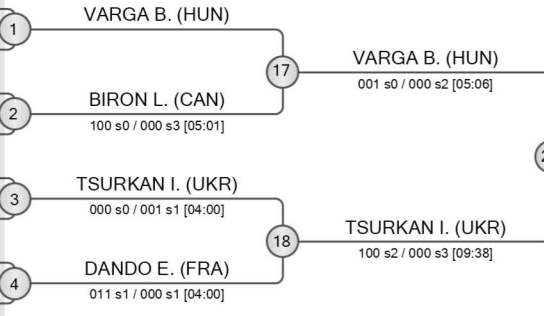 VARGA B. (HUN)
1
17
VARGA B. (HUN)
001 s0 / 000 s2 [05:06]
BIRON L. (CAN)
2
100 s0 / 000 s3 [05:01]
TSURKAN I. (UKR)
3
000 s0 / 001 s1 [04:00]
18
TSURKAN I. (UKR)
100 s2 / 000 s3 [09:38]
DANDO E. (FRA)
4
011 s1 / 000 s1 [04:00]